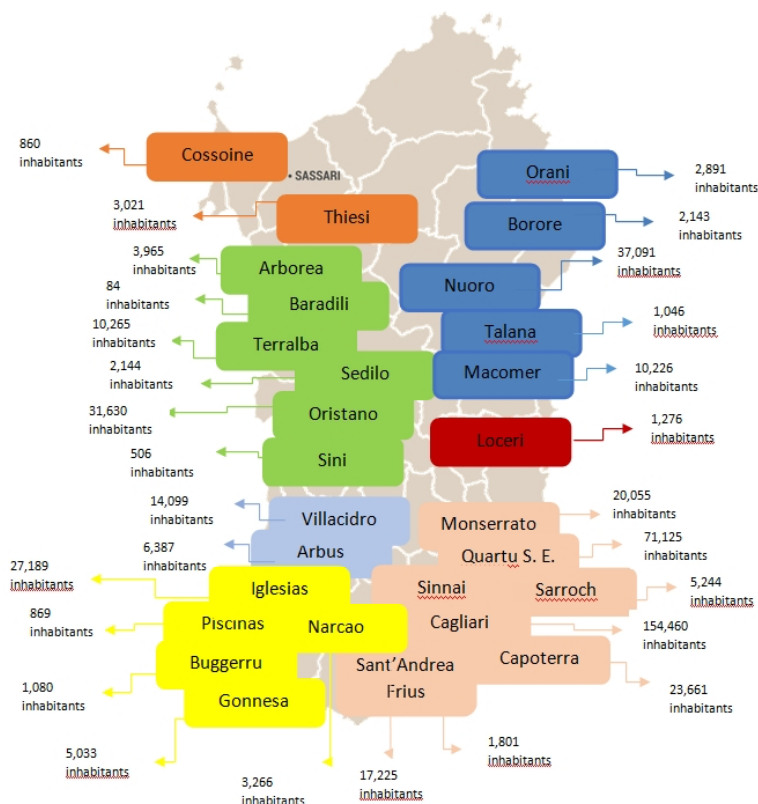 860
inhabitants
Cossoine
• SASSARI
Orani
2,891
inhabitants
3,021
inhabitants
Thiesi
Borore
2,143
inhabitants
3,965
inhabitants
Arborea
37,091
inhabitants
Nuoro
84
inhabitants
Baradili
10,265
inhabitants
Terralba
Talana
1,046
inhabitants
2,144
inhabitants
Sedilo
Macomer
10,226
inhabitants
31,630
inhabitants
Oristano
Loceri
1,276
inhabitants
506
inhabitants
Sini
14,099
inhabitants
Villacidro
Monserrato
20,055
inhabitants
6,387
inhabitants
Arbus
Quartu S. E.
71,125
inhabitants
27,189
inhabitants
Iglesias
Sinnai
Sarroch
5,244
inhabitants
869
inhabitants
Piscinas
Narcao
Cagliari
154,460
inhabitants
Buggerru
Sant'Andrea
Frius
Capoterra
1,080
inhabitants
Gonnesa
23,661
inhabitants
5,033
inhabitants
3,266
inhabitants
17,225
inhabitants
1,801
inhabitants